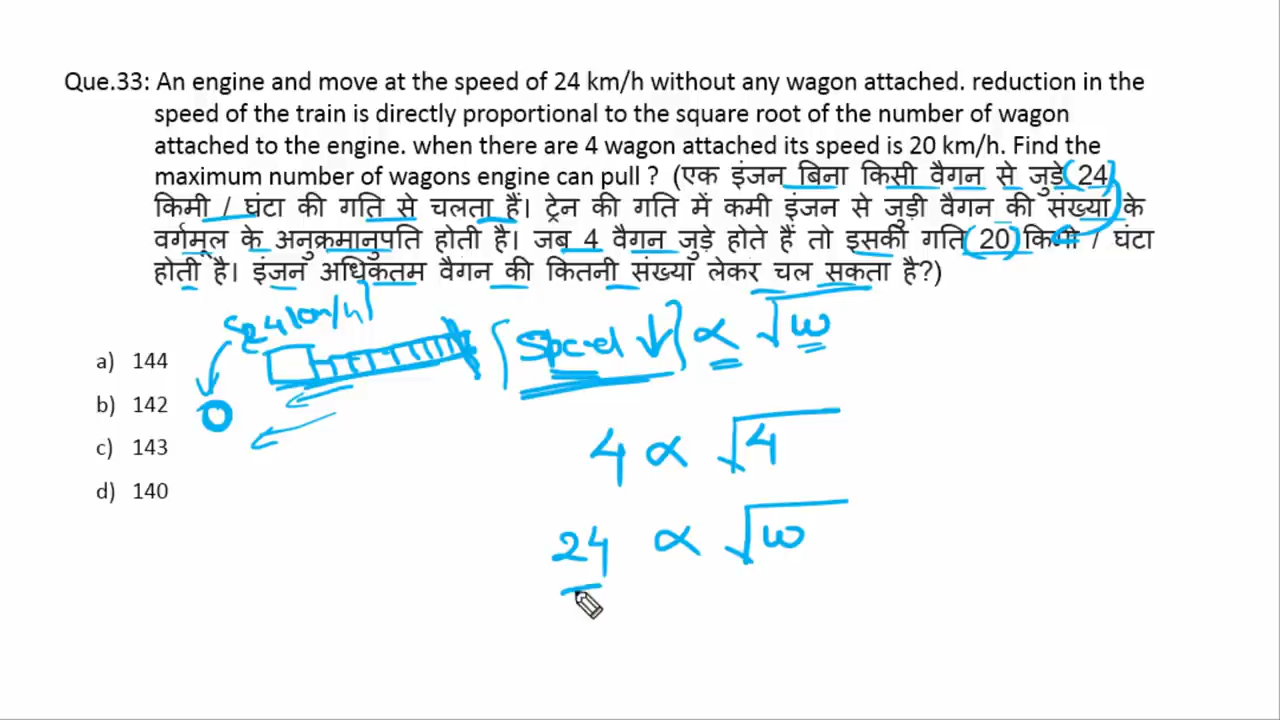 Que.33: An engine and move at the speed of 24 km/h without any wagon attached. reduction in the
speed of the train is directly proportional to the square root of the number of wagon
attached to the engine. when there are 4 wagon attached its speed is 20 km/h. Find the
maximum number of wagons engine can pull ? (एक इंजन बिना किसी वैगन से जुड़े 24
किमी / घंटा की गति से चलता हैं। ट्रेन की गति में कमी इंजन से जुड़ी वैगन की संख्या के
वर्गमूल के अनुक्रमानुपति होती है। जब 4 वैगन जुड़े होते हैं तो इसकी गति 20 किमी / घंटा
होती है। इंजन अधिकतम वैगन की कितनी संख्या लेकर चल सकता है?)
24 km/h
(Speed ↓) ∝ √w
a) 144
b) 142
c) 143
d) 140
4 ∝ √4
24 ∝ √w